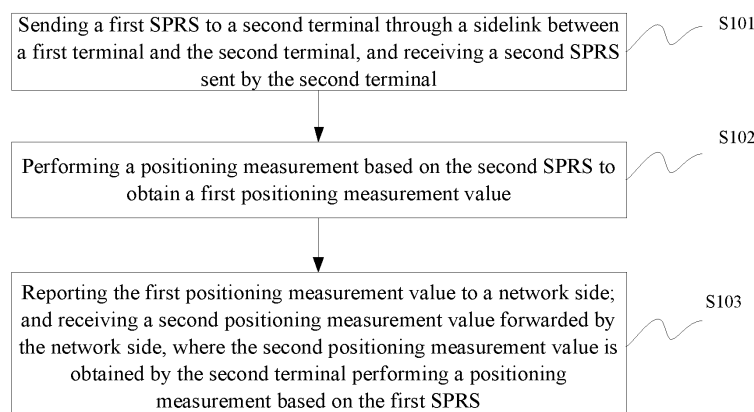 Sending a first SPRS to a second terminal through a sidelink between
a first terminal and the second terminal, and receiving a second SPRS
sent by the second terminal
S101
Performing a positioning measurement based on the second SPRS to
obtain a first positioning measurement value
S102
Reporting the first positioning measurement value to a network side;
and receiving a second positioning measurement value forwarded by
the network side, where the second positioning measurement value is
obtained by the second terminal performing a positioning
measurement based on the first SPRS
S103